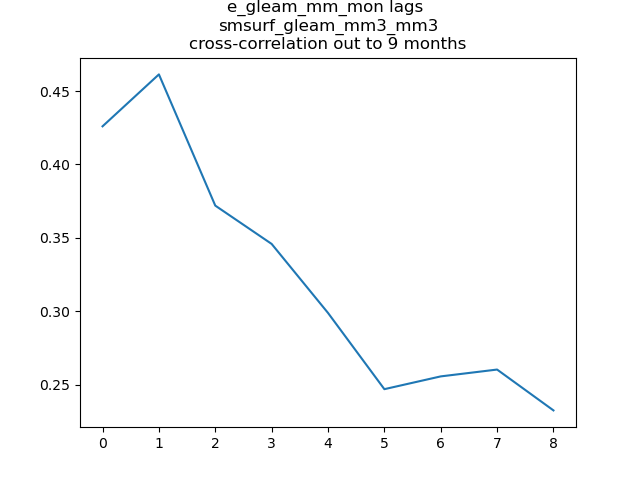 e_gleam_mm_mon lags
smsurf_gleam_mm3_mm3
cross-correlation out to 9 months
0.45
0.40
0.35
0.30
0.25
0 1 2 3 4 5 6 7 8